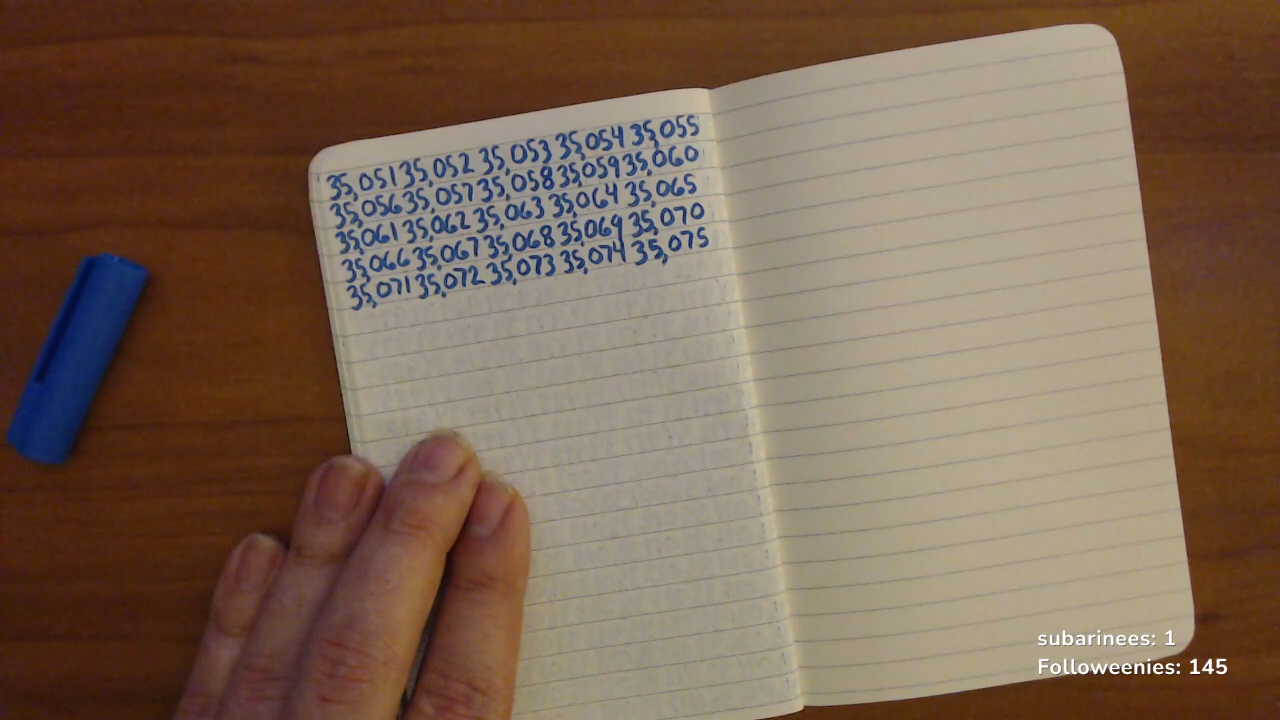 35,051 35,052 35,053 35,054 35,055
35,056 35,057 35,058 35,059 35,060
35,061 35,062 35,063 35,064 35,065
35,066 35,067 35,068 35,069 35,070
35,071 35,072 35,073 35,074 35,075
subarinees: 1
Followeenies: 145